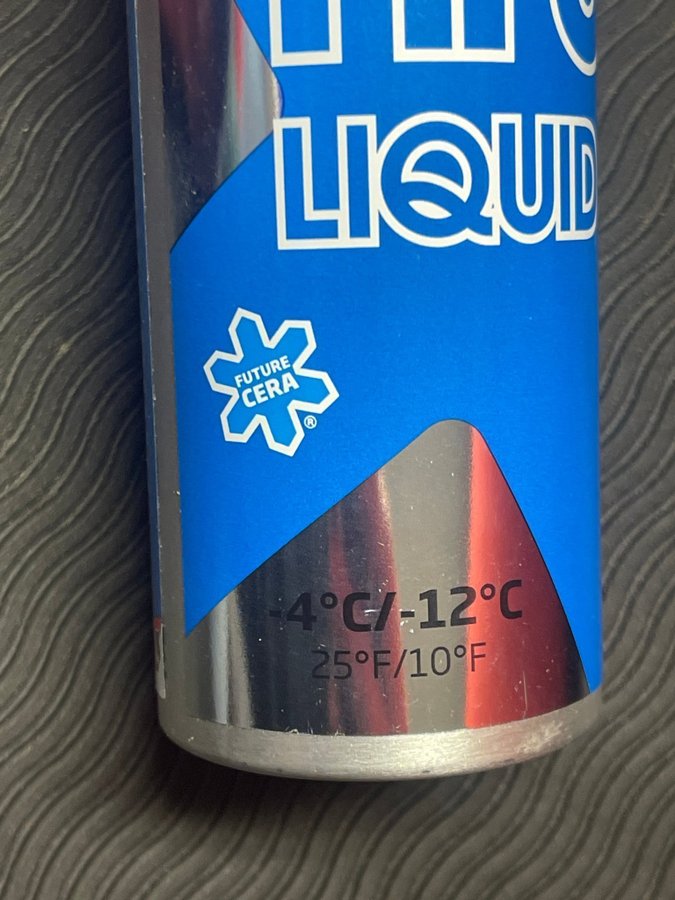 LIQUID
FUTURE
CERA
®
-4°C/-12°C
25°F/10°F